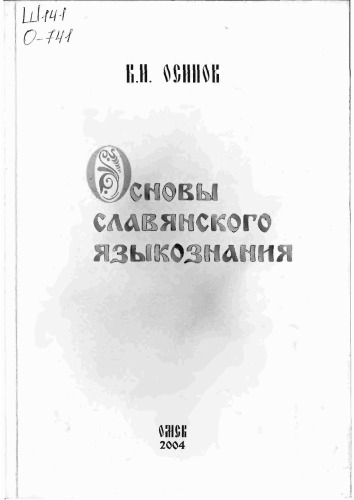 Ш141
О-741
Б.И. ОСИПОВ
Основы
славянского
языкознания
ОМСК
2004